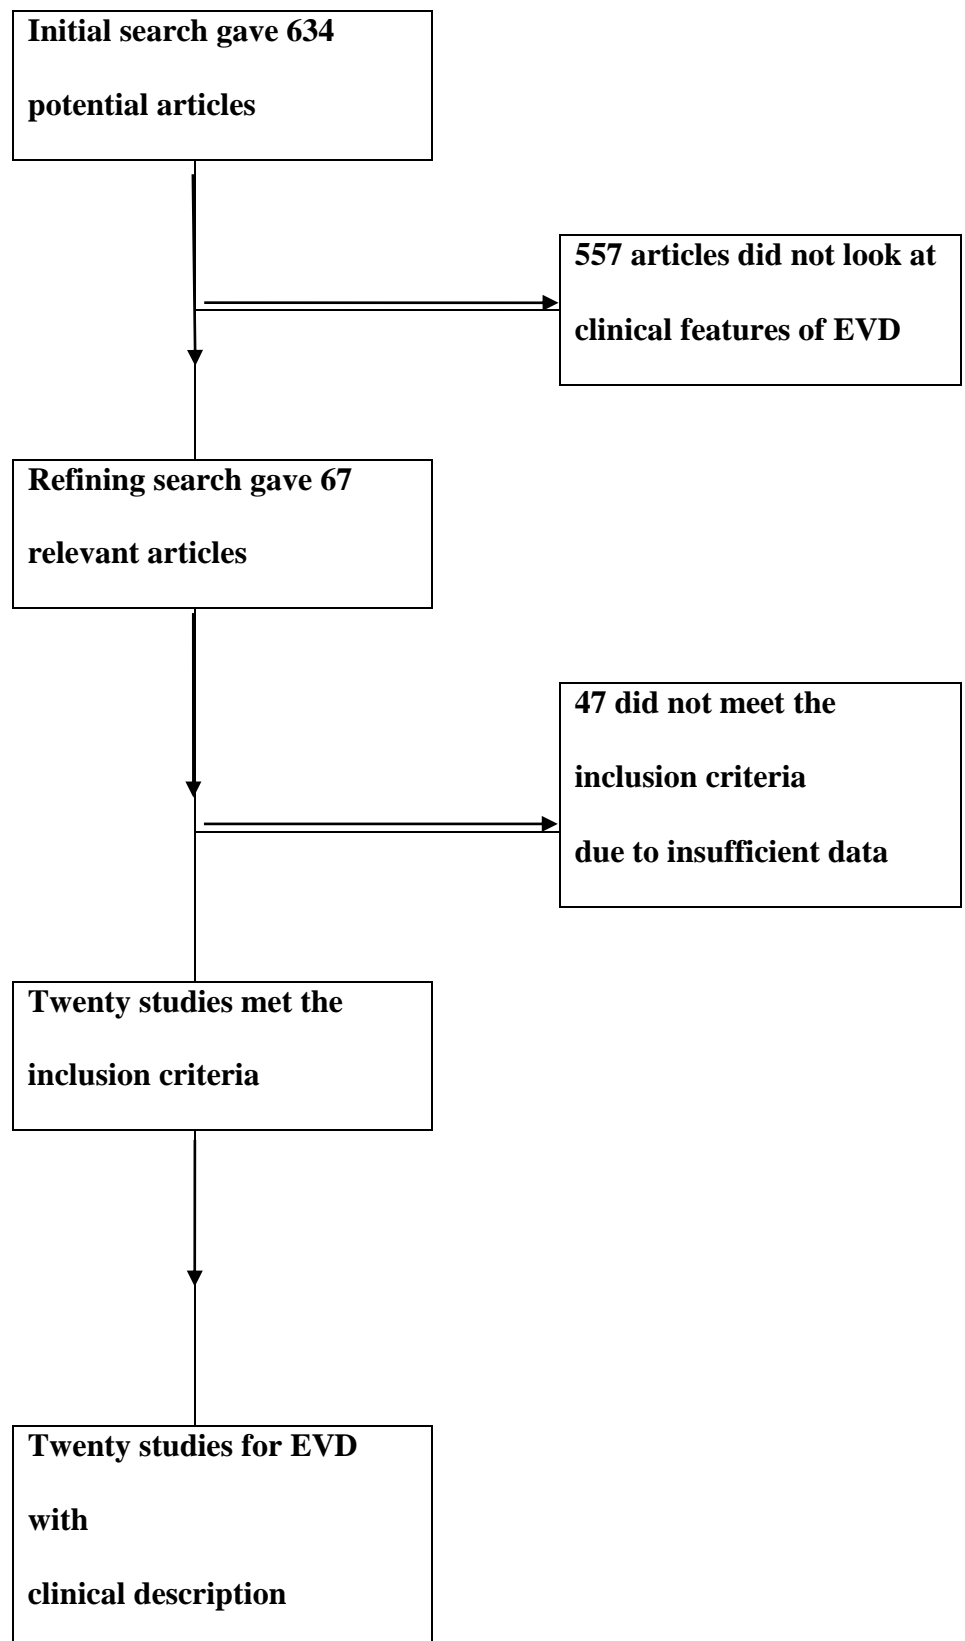 Initial search gave 634
potential articles
557 articles did not look at
clinical features of EVD
Refining search gave 67
relevant articles
47 did not meet the
inclusion criteria
due to insufficient data
Twenty studies met the
inclusion criteria
Twenty studies for EVD
with
clinical description